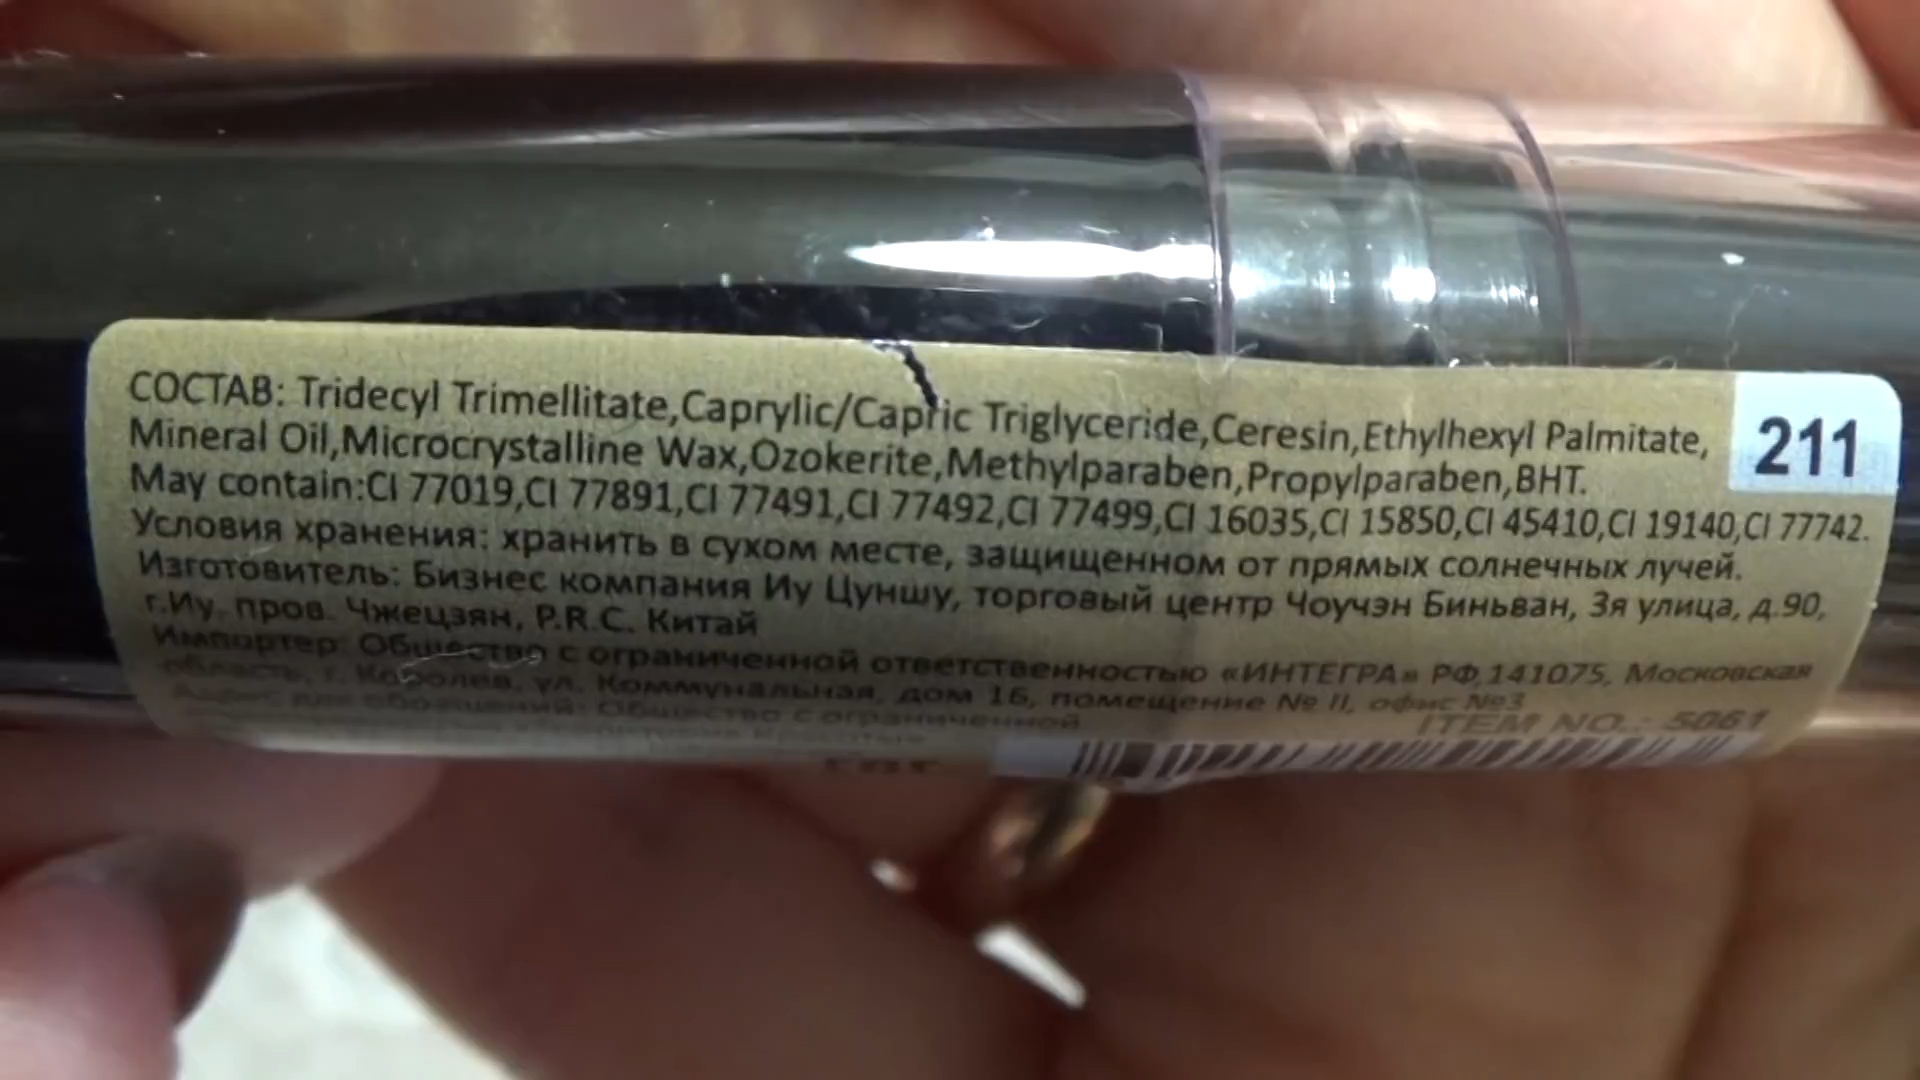 СОСТАВ: Tridecyl Trimellitate,Caprylic/Capric Triglyceride,Ceresin,Ethylhexyl Palmitate,
Mineral Oil,Microcrystalline Wax,Ozokerite,Methylparaben,Propylparaben,BHT.
211
May contain:CI 77019,CI 77891,CI 77491,CI 77492,CI 77499,CI 16035,CI 15850,CI 45410,CI 19140,CI 77742.
Условия хранения: хранить в сухом месте, защищенном от прямых солнечных лучей.
Изготовитель: Бизнес компания Иу Цуншу, торговый центр Чоучэн Биньван, 3я улица, д.90,
г.Иу, пров. Чжецзян, P.R.C. Китай
Импортер: Общество с ограниченной ответственностью «ИНТЕГРА» РФ,141075, Московская
область, г. Королев, ул. Коммунальная, дом 16, помещение № II, офис №3
Адрес для обращений: Общество с ограниченной
ITEM NO.: 5061